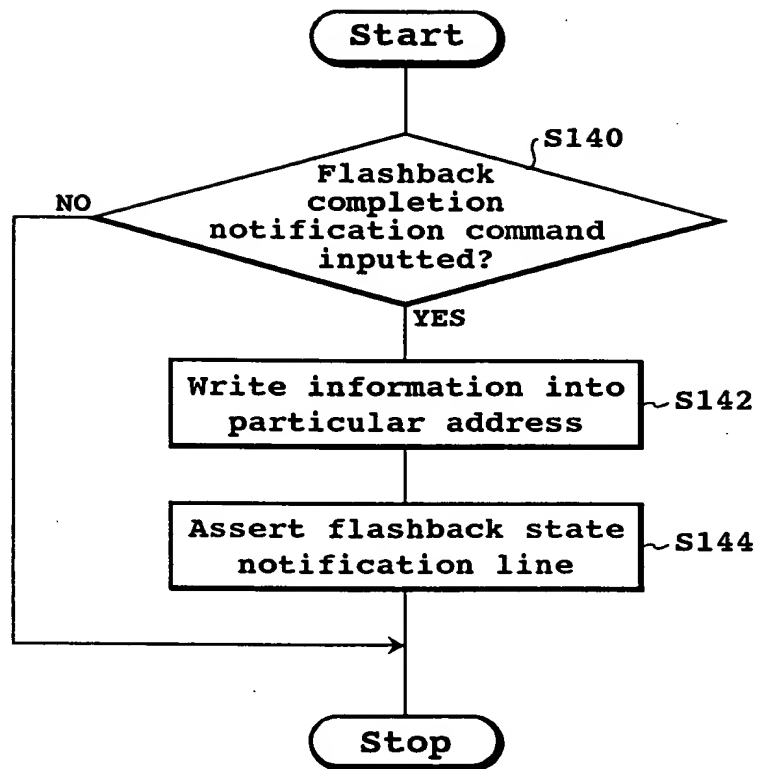 Start
S140
Flashback
completion
notification command
inputted?
NO
YES
Write information into
particular address
S142
Assert flashback state
notification line
S144
Stop